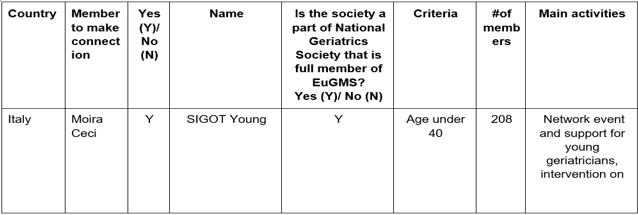 Country
Member
to make
connect
ion
Yes
(Y)/
No
(N)
Name
Is the society a
part of National
Geriatrics
Society that is
full member of
EuGMS?
Yes (Y)/ No (N)
Criteria
#of
memb
ers
Main activities
Italy
Moira
Ceci
Y
SIGOT Young
Y
Age under
40
208
Network event
and support for
young
geriatricians,
intervention on